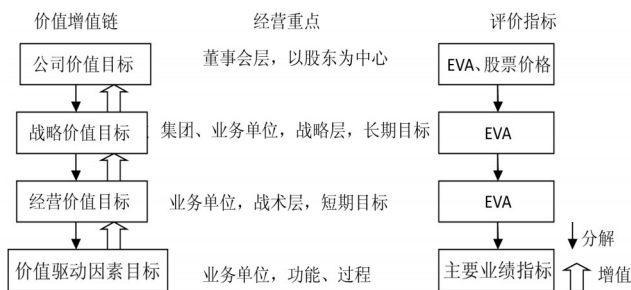 价值增值链 经营重点 评价指标
公司价值目标 董事会层，以股东为中心 EVA、股票价格
战略价值目标 集团、业务单位，战略层，长期目标 EVA
经营价值目标 业务单位，战术层，短期目标 EVA
分解
价值驱动因素目标 业务单位，功能、过程 主要业绩指标
增值